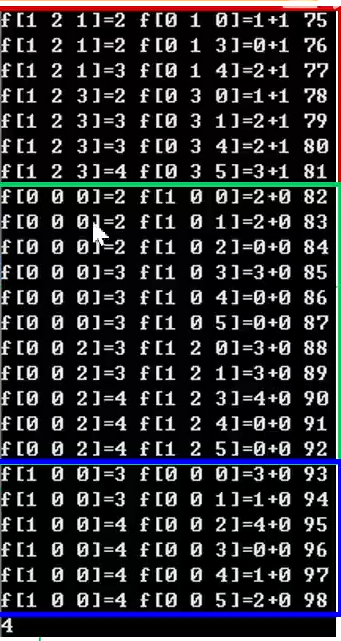 f[1 2 1]=2 f[0 1 0]=1+1 75
f[1 2 1]=2 f[0 1 3]=0+1 76
f[1 2 1]=3 f[0 1 4]=2+1 77
f[1 2 3]=2 f[0 3 0]=1+1 78
f[1 2 3]=3 f[0 3 1]=2+1 79
f[1 2 3]=3 f[0 3 4]=2+1 80
f[1 2 3]=4 f[0 3 5]=3+1 81
f[0 0 0]=2 f[1 0 0]=2+0 82
f[0 0 0]=2 f[1 0 1]=2+0 83
f[0 0 0]=2 f[1 0 2]=0+0 84
f[0 0 0]=3 f[1 0 3]=3+0 85
f[0 0 0]=3 f[1 0 4]=0+0 86
f[0 0 0]=3 f[1 0 5]=0+0 87
f[0 0 2]=3 f[1 2 0]=3+0 88
f[0 0 2]=3 f[1 2 1]=3+0 89
f[0 0 2]=4 f[1 2 3]=4+0 90
f[0 0 2]=4 f[1 2 4]=0+0 91
f[0 0 2]=4 f[1 2 5]=0+0 92
f[1 0 0]=3 f[0 0 0]=3+0 93
f[1 0 0]=3 f[0 0 1]=1+0 94
f[1 0 0]=4 f[0 0 2]=4+0 95
f[1 0 0]=4 f[0 0 3]=0+0 96
f[1 0 0]=4 f[0 0 4]=1+0 97
f[1 0 0]=4 f[0 0 5]=2+0 98
4